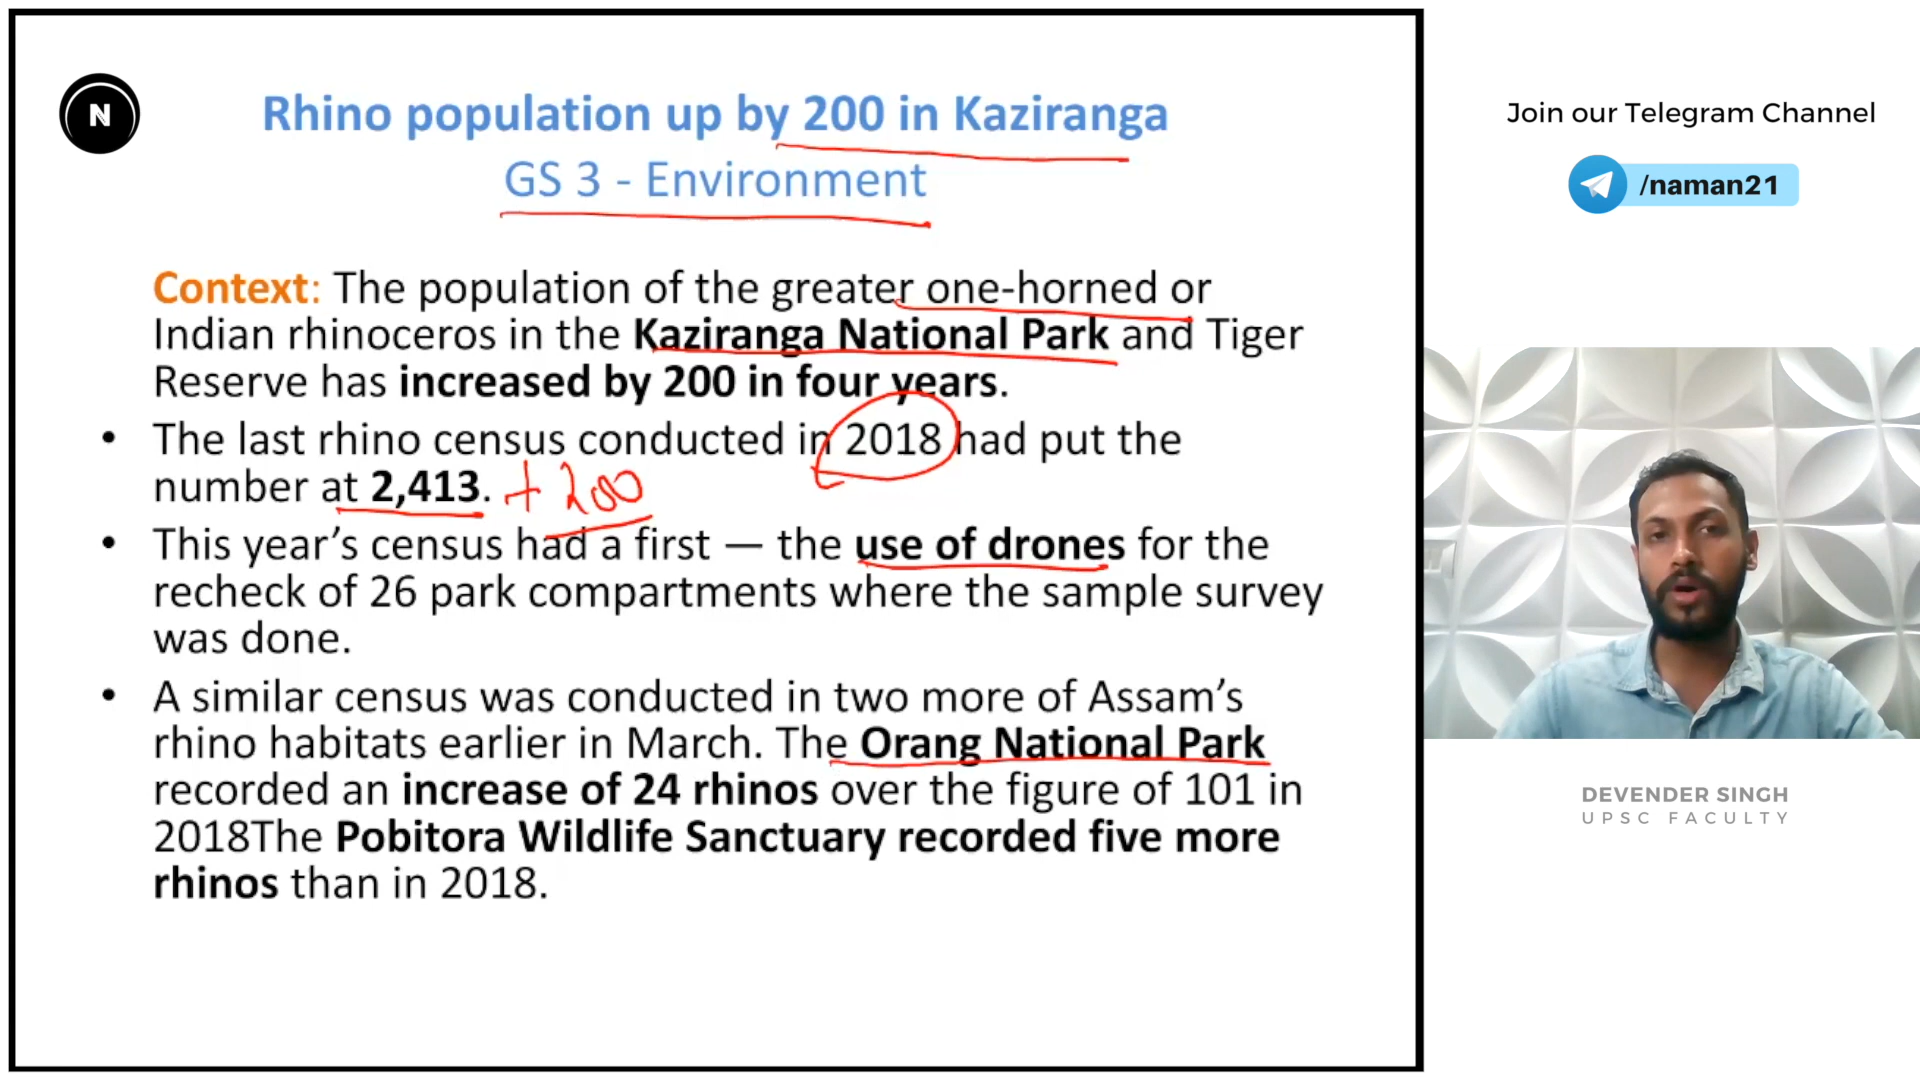 N
Rhino population up by 200 in Kaziranga
GS 3 - Environment
Context: The population of the greater one-horned or
Indian rhinoceros in the Kaziranga National Park and Tiger
Reserve has increased by 200 in four years.
• The last rhino census conducted in 2018 had put the
number at 2,413. + 200
• This year’s census had a first — the use of drones for the
recheck of 26 park compartments where the sample survey
was done.
• A similar census was conducted in two more of Assam’s
rhino habitats earlier in March. The Orang National Park
recorded an increase of 24 rhinos over the figure of 101 in
2018The Pobitora Wildlife Sanctuary recorded five more
rhinos than in 2018.
Join our Telegram Channel
/naman21
DEVENDER SINGH
UPSC FACULTY